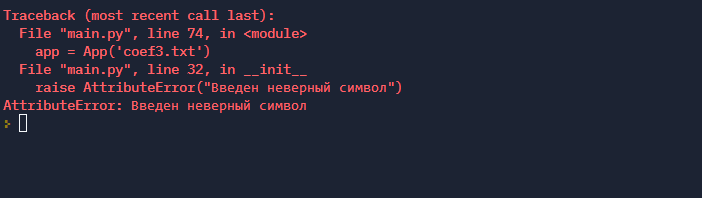 Traceback (most recent call last):
  File "main.py", line 74, in <module>
    app = App('coef3.txt')
  File "main.py", line 32, in __init__
    raise AttributeError("Введен неверный символ")
AttributeError: Введен неверный символ